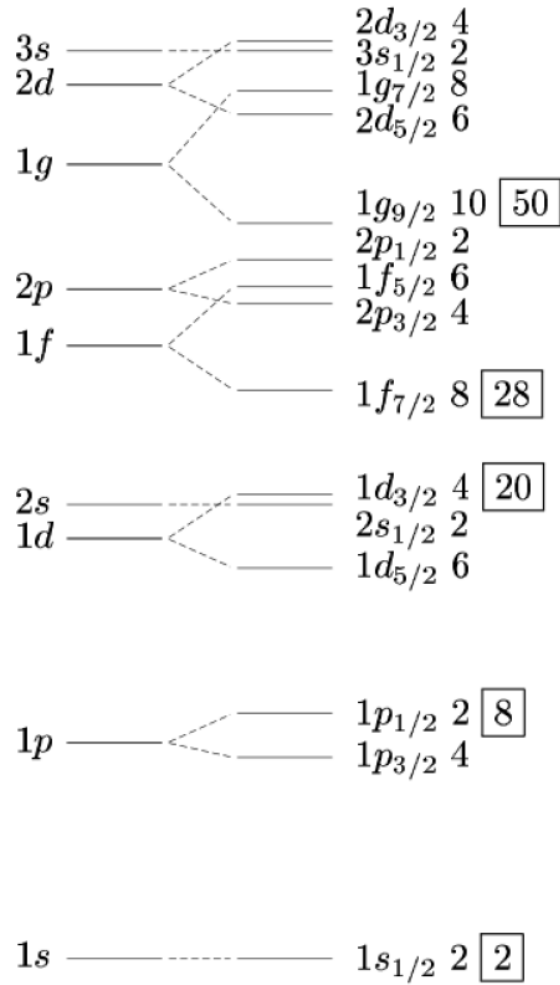 3s
2d
1g
2p
1f
2s
1d
1p
1s
2d3/2 4
3s1/2 2
1g7/2 8
2d5/2 6
1g9/2 10 50
2p1/2 2
1f5/2 6
2p3/2 4
1f7/2 8 28
1d3/2 4 20
2s1/2 2
1d5/2 6
1p1/2 2 8
1p3/2 4
1s1/2 2 2